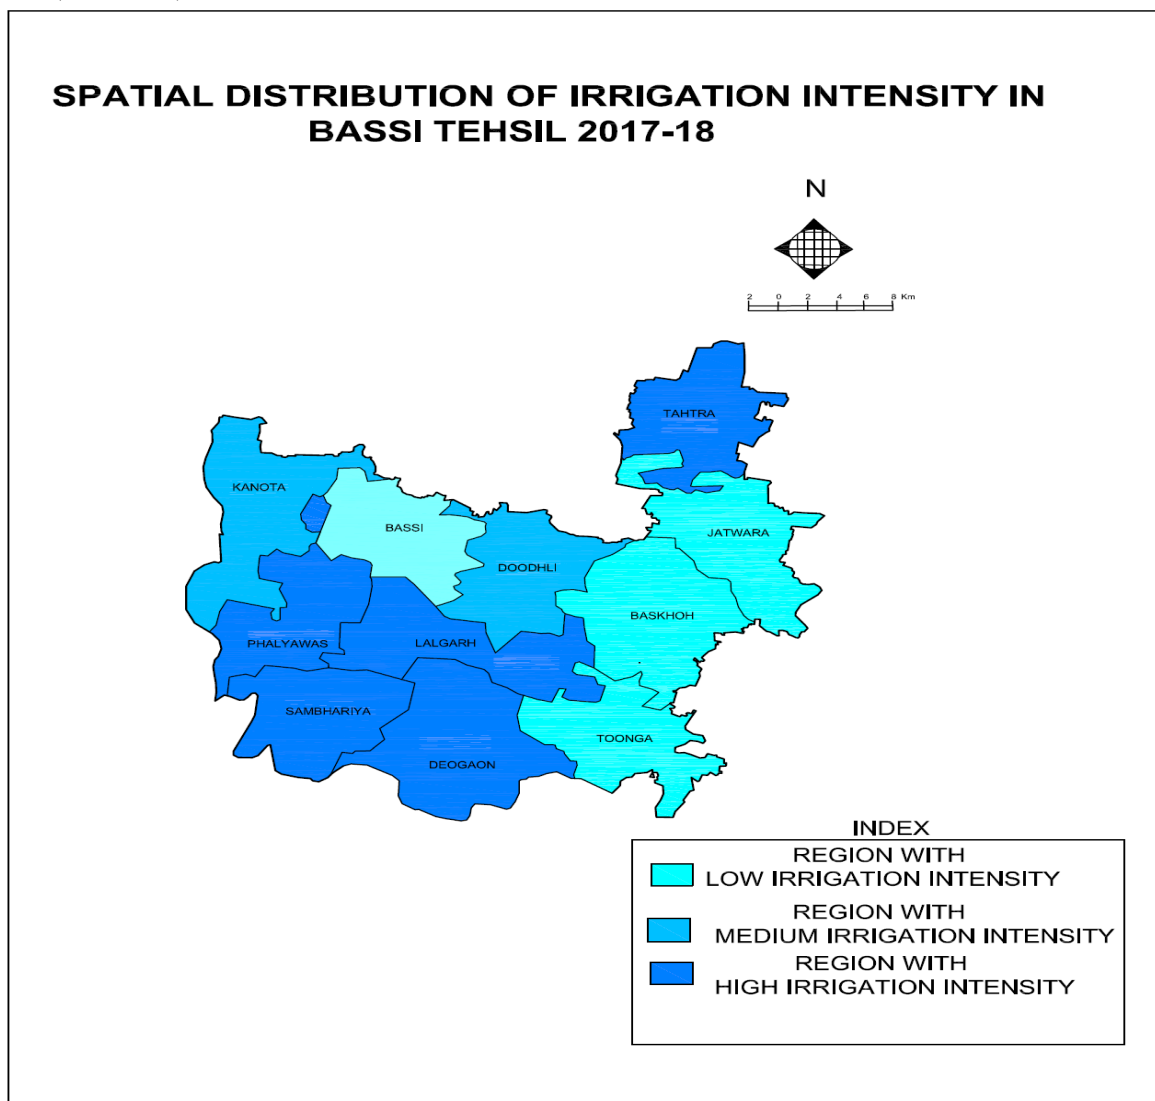 SPATIAL DISTRIBUTION OF IRRIGATION INTENSITY IN
BASSI TEHSIL 2017-18
N
2 0 2 4 6 8 Km
TAHTRA
KANOTA
BASSI
JATWARA
DOODHLI
BASKHOH
PHALYAWAS
LALGARH
SAMBHARIYA
TOONGA
DEOGAON
INDEX
REGION WITH
LOW IRRIGATION INTENSITY
REGION WITH
MEDIUM IRRIGATION INTENSITY
REGION WITH
HIGH IRRIGATION INTENSITY